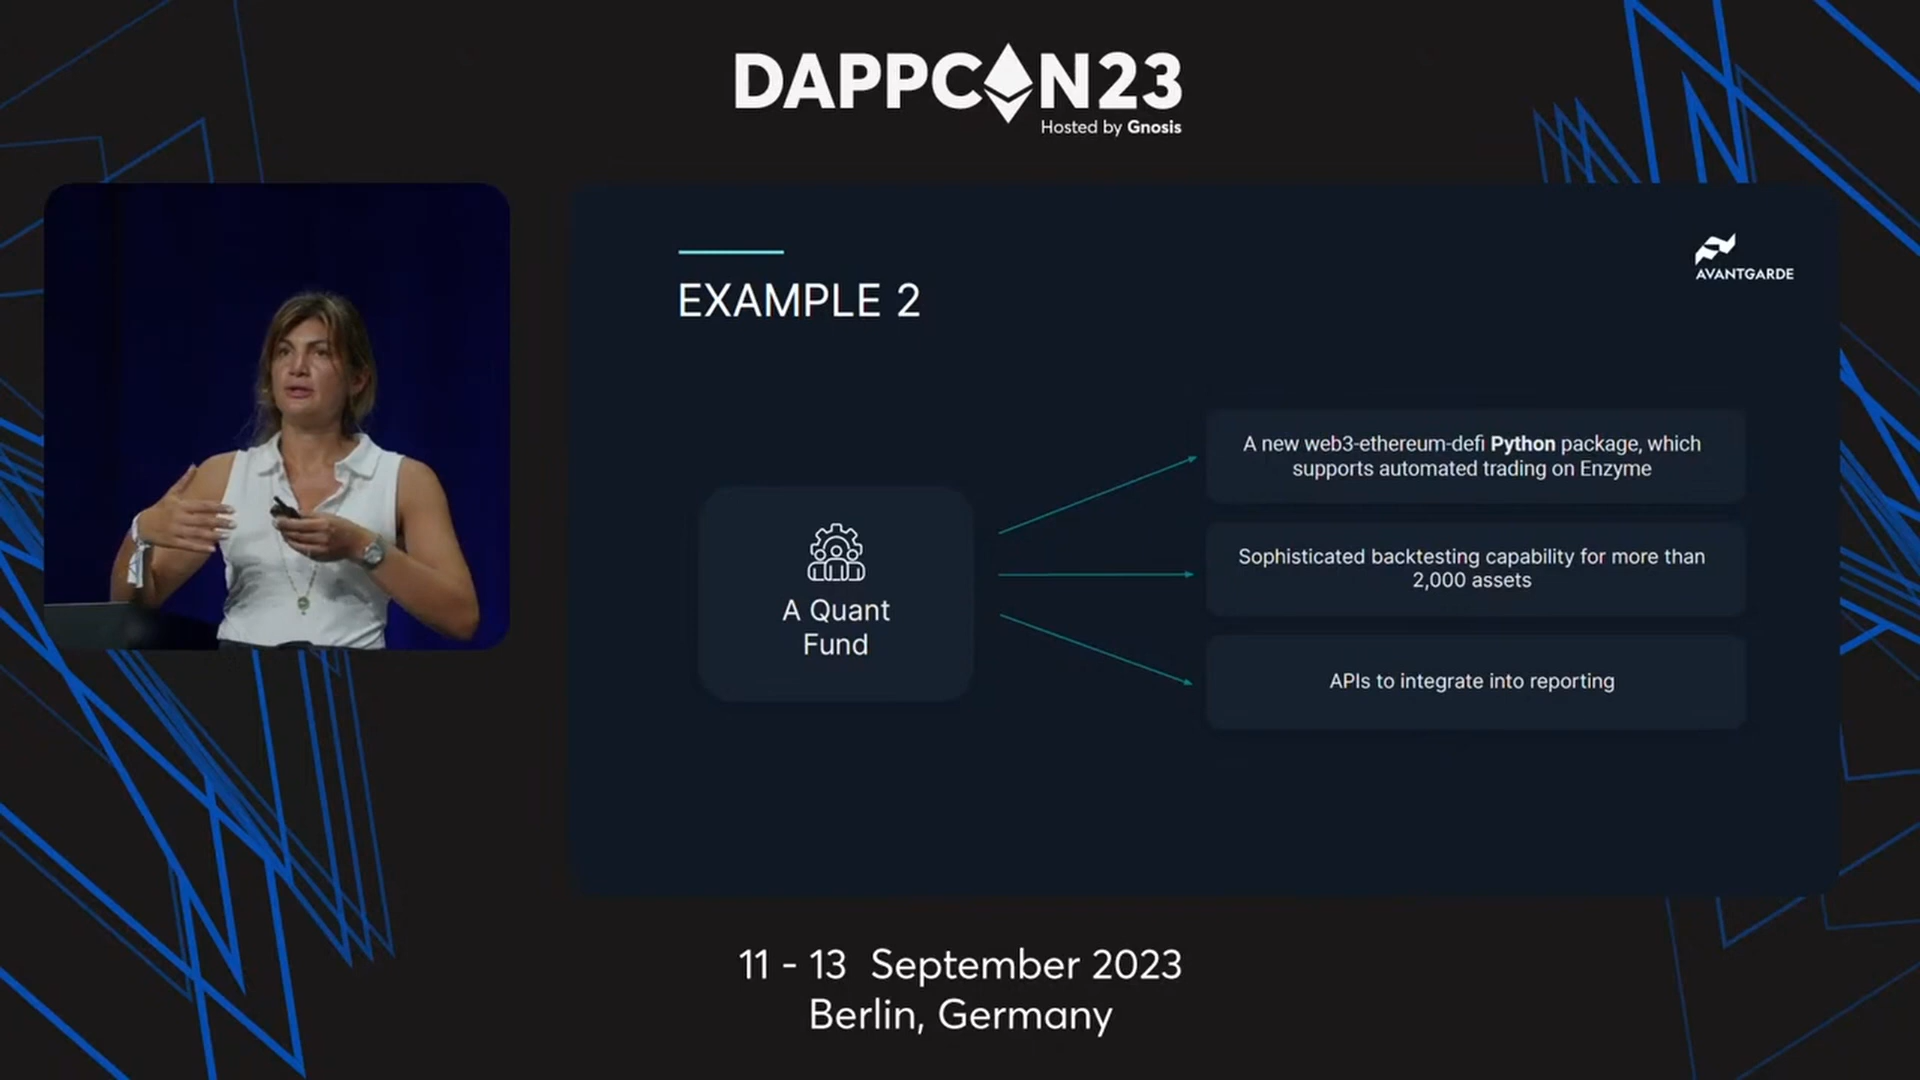 DAPPCON23
Hosted by Gnosis
AVANTGARDE
EXAMPLE 2
A Quant
Fund
A new web3-ethereum-defi Python package, which
supports automated trading on Enzyme
Sophisticated backtesting capability for more than
2,000 assets
APIs to integrate into reporting
11 - 13 September 2023
Berlin, Germany